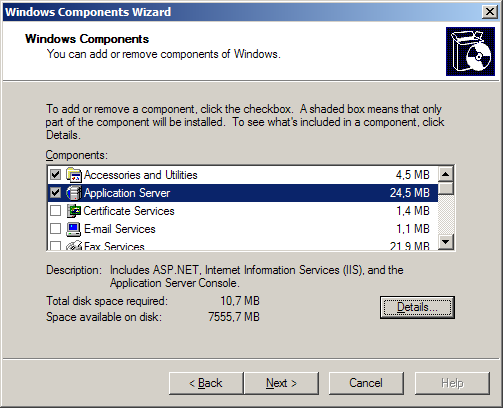 Windows Components Wizard
Windows Components
You can add or remove components of Windows.
To add or remove a component, click the checkbox. A shaded box means that only
part of the component will be installed. To see what's included in a component, click
Details.
Components:
Accessories and Utilities 4,5 MB
Application Server 24,5 MB
Certificate Services 1,4 MB
E-mail Services 1,1 MB
Fax Services 21,9 MB
Description: Includes ASP.NET, Internet Information Services (IIS), and the
Application Server Console.
Total disk space required: 10,7 MB
Space available on disk: 7555,7 MB
Details...
< Back Next > Cancel Help